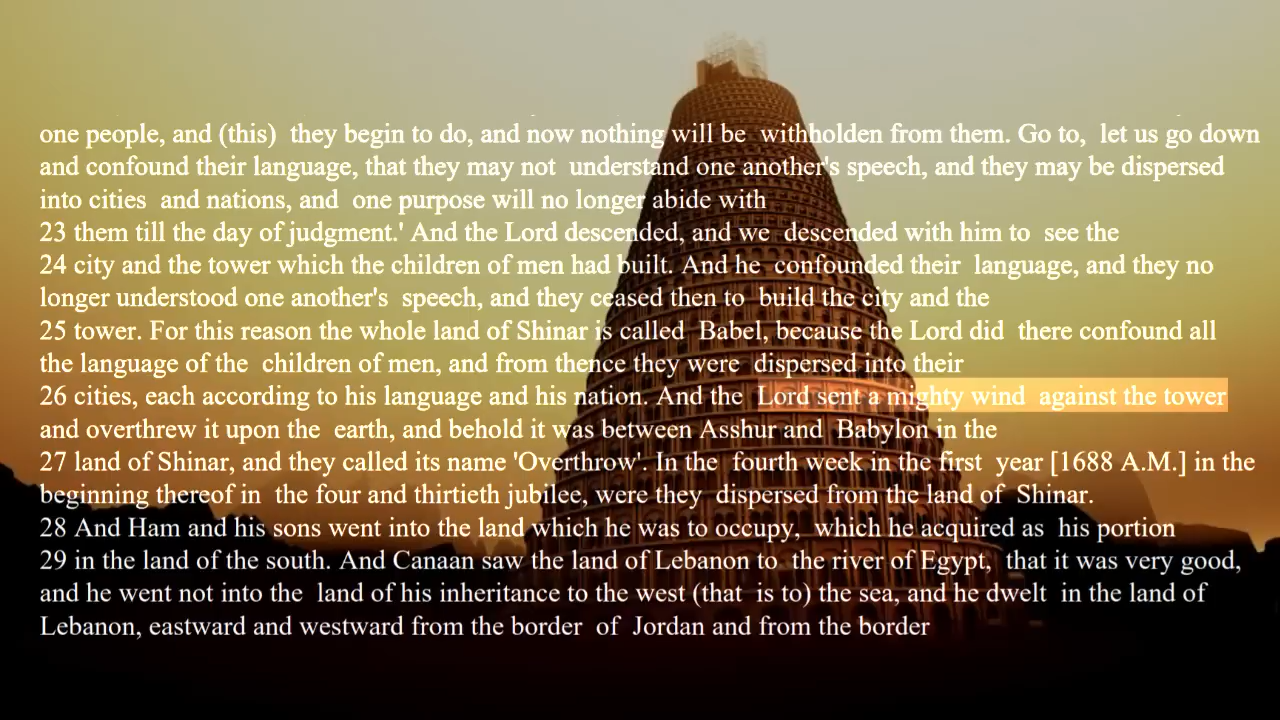 one people, and (this) they begin to do, and now nothing will be withholden from them. Go to, let us go down
and confound their language, that they may not understand one another's speech, and they may be dispersed
into cities and nations, and one purpose will no longer abide with
23 them till the day of judgment.' And the Lord descended, and we descended with him to see the
24 city and the tower which the children of men had built. And he confounded their language, and they no
longer understood one another's speech, and they ceased then to build the city and the
25 tower. For this reason the whole land of Shinar is called Babel, because the Lord did there confound all
the language of the children of men, and from thence they were dispersed into their
26 cities, each according to his language and his nation. And the Lord sent a mighty wind against the tower
and overthrew it upon the earth, and behold it was between Asshur and Babylon in the
27 land of Shinar, and they called its name 'Overthrow'. In the fourth week in the first year [1688 A.M.] in the
beginning thereof in the four and thirtieth jubilee, were they dispersed from the land of Shinar.
28 And Ham and his sons went into the land which he was to occupy, which he acquired as his portion
29 in the land of the south. And Canaan saw the land of Lebanon to the river of Egypt, that it was very good,
and he went not into the land of his inheritance to the west (that is to) the sea, and he dwelt in the land of
Lebanon, eastward and westward from the border of Jordan and from the border